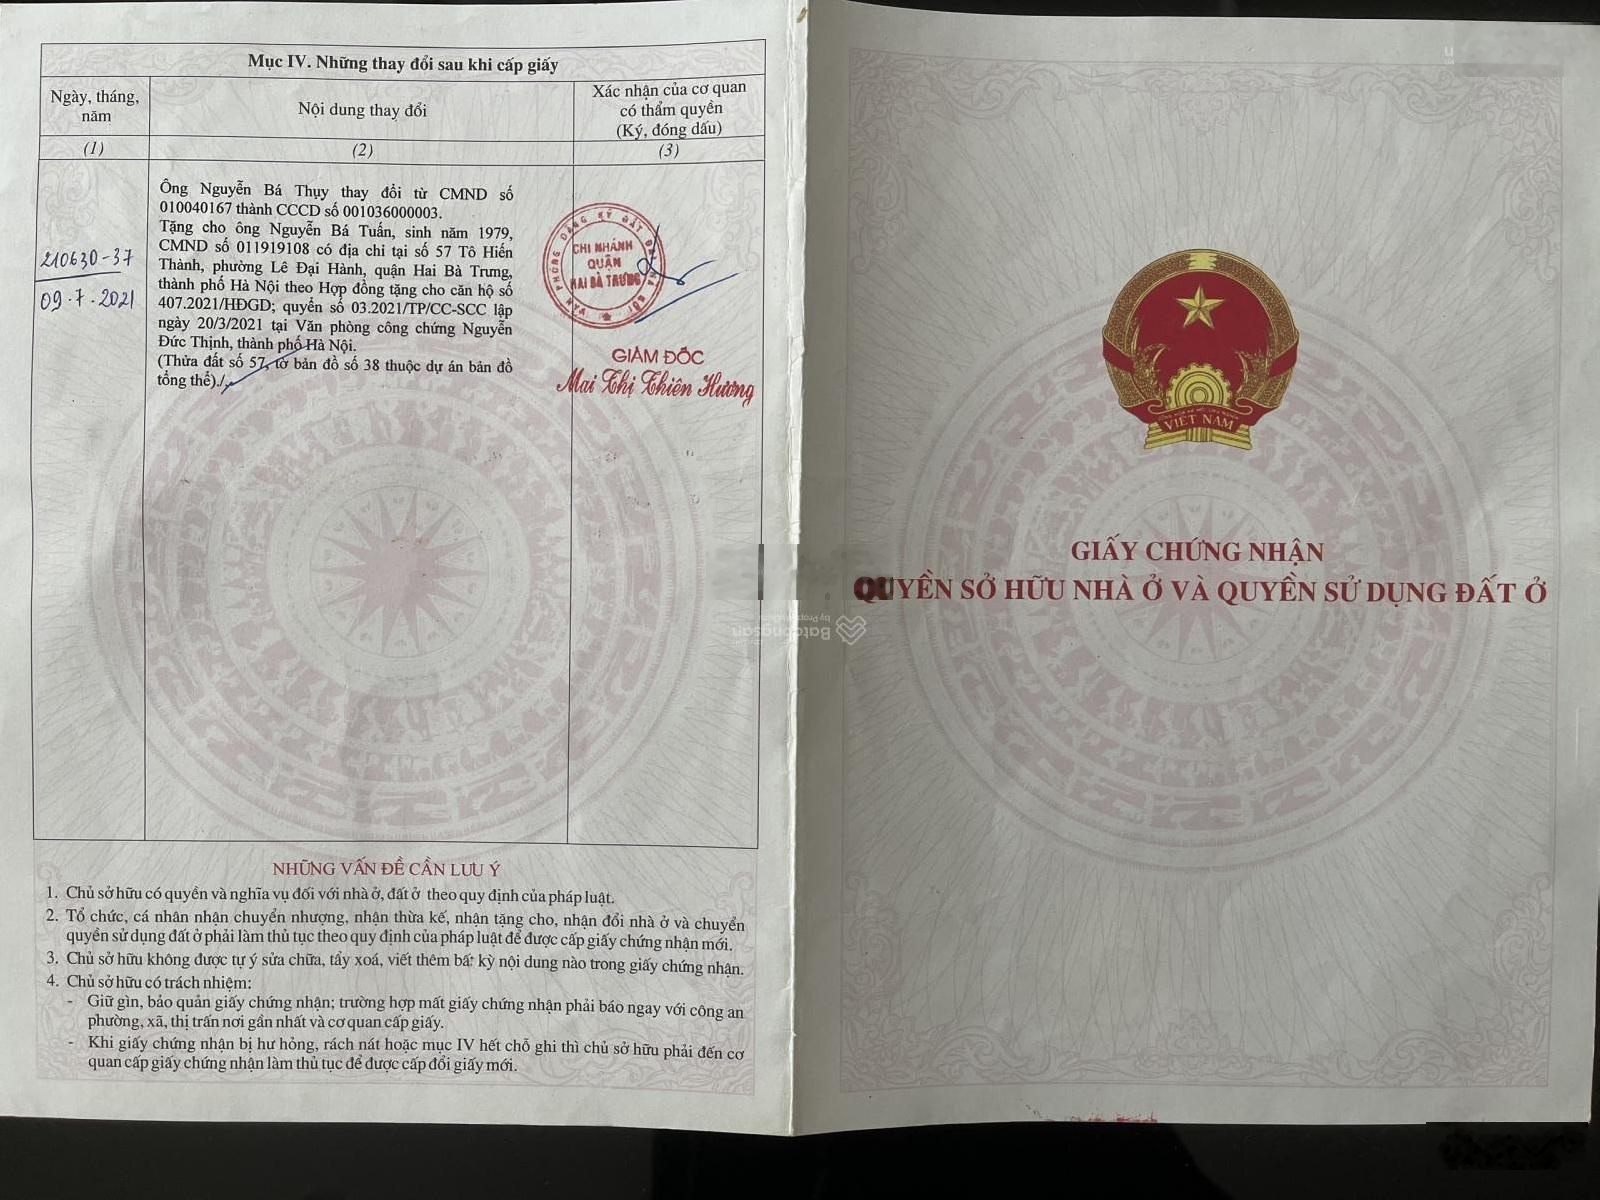 Mục IV. Những thay đổi sau khi cấp giấy
Ngày, tháng, năm
Nội dung thay đổi
Xác nhận của cơ quan
có thẩm quyền
(Ký, đóng dấu)
(1)
(2)
(3)
210630-37
09-7-2021
Ông Nguyễn Bá Thụy thay đổi từ CMND số
010040167 thành CCCD số 001036000003.
Tặng cho ông Nguyễn Bá Tuấn, sinh năm 1979,
CMND số 011919108 có địa chỉ tại số 57 Tô Hiến
Thành, phường Lê Đại Hành, quận Hai Bà Trưng,
thành phố Hà Nội theo Hợp đồng tặng cho căn hộ số
407.2021/HĐGD; quyển số 03.2021/TP/CC-SCC lập
ngày 20/3/2021 tại Văn phòng công chứng Nguyễn
Đức Thịnh, thành phố Hà Nội.
(Thửa đất số 57, tờ bản đồ số 38 thuộc dự án bản đồ
tổng thể)./
CHI NHÁNH
QUẬN
HAI BÀ TRƯNG
GIÁM ĐỐC
Mai Thị Thiên Hương
NHỮNG VẤN ĐỀ CẦN LƯU Ý
1. Chủ sở hữu có quyền và nghĩa vụ đối với nhà ở, đất ở theo quy định của pháp luật.
2. Tổ chức, cá nhân nhận chuyển nhượng, nhận thừa kế, nhận tặng cho, nhận đổi nhà ở và chuyển
quyền sử dụng đất ở phải làm thủ tục theo quy định của pháp luật để được cấp giấy chứng nhận mới.
3. Chủ sở hữu không được tự ý sửa chữa, tẩy xoá, viết thêm bất kỳ nội dung nào trong giấy chứng nhận.
4. Chủ sở hữu có trách nhiệm:
- Giữ gìn, bảo quản giấy chứng nhận; trường hợp mất giấy chứng nhận phải báo ngay với công an
phường, xã, thị trấn nơi gần nhất và cơ quan cấp giấy.
- Khi giấy chứng nhận bị hư hỏng, rách nát hoặc mục IV hết chỗ ghi thì chủ sở hữu phải đến cơ
quan cấp giấy chứng nhận làm thủ tục để được cấp đổi giấy mới.
VIỆT NAM
GIẤY CHỨNG NHẬN
QUYỀN SỞ HỮU NHÀ Ở VÀ QUYỀN SỬ DỤNG ĐẤT Ở
Batdongsan